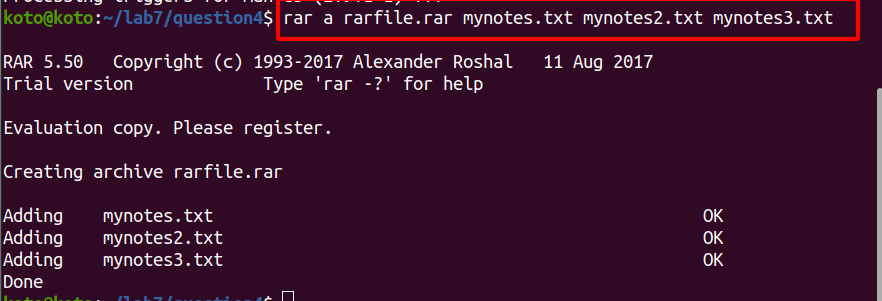 koto@koto:~/lab7/question4$ rar a rarfile.rar mynotes.txt mynotes2.txt mynotes3.txt
RAR 5.50   Copyright (c) 1993-2017 Alexander Roshal   11 Aug 2017
Trial version             Type 'rar -?' for help
Evaluation copy. Please register.
Creating archive rarfile.rar
Adding    mynotes.txt                                                 OK
Adding    mynotes2.txt                                                OK
Adding    mynotes3.txt                                                OK
Done
koto@koto:~/lab7/question4$